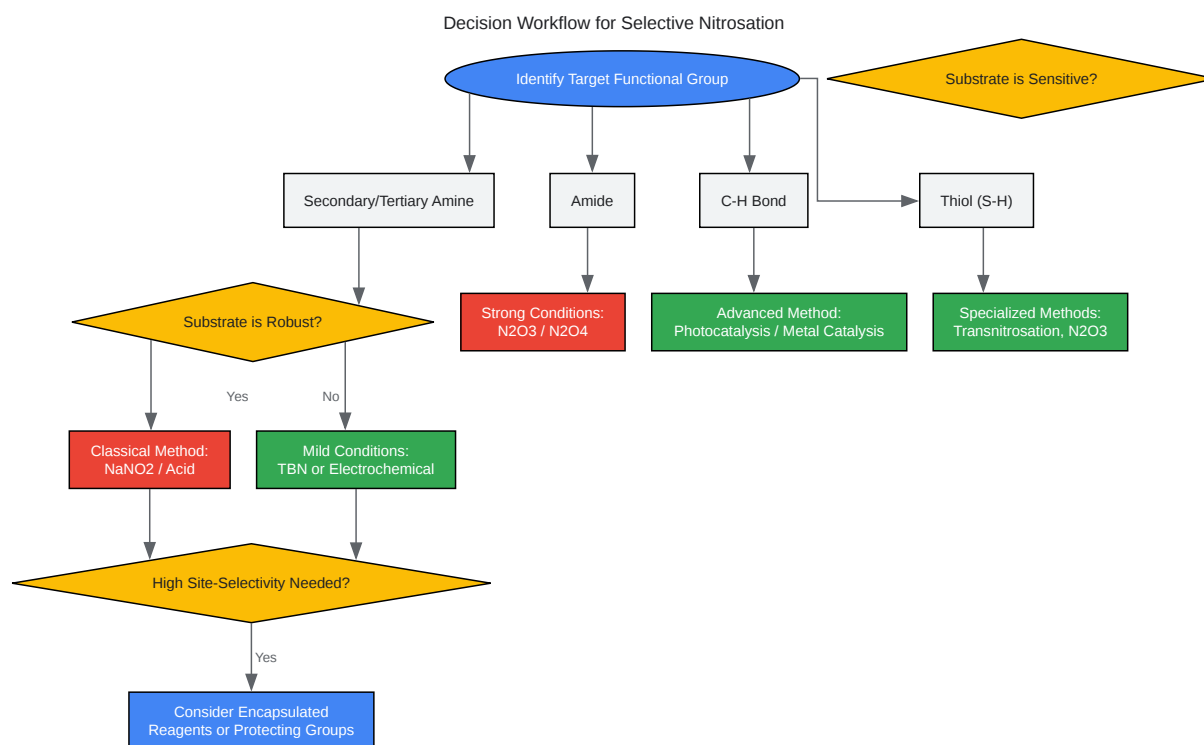 Decision Workflow for Selective Nitrosation
Identify Target Functional Group
Substrate is Sensitive?
Secondary/Tertiary Amine
Amide
C-H Bond
Thiol (S-H)
Substrate is Robust?
Strong Conditions:
N2O3 / N2O4
Advanced Method:
Photocatalysis / Metal Catalysis
Specialized Methods:
Transnitrosation, N2O3
Yes
No
Classical Method:
NaNO2 / Acid
Mild Conditions:
TBN or Electrochemical
High Site-Selectivity Needed?
Yes
Consider Encapsulated
Reagents or Protecting Groups